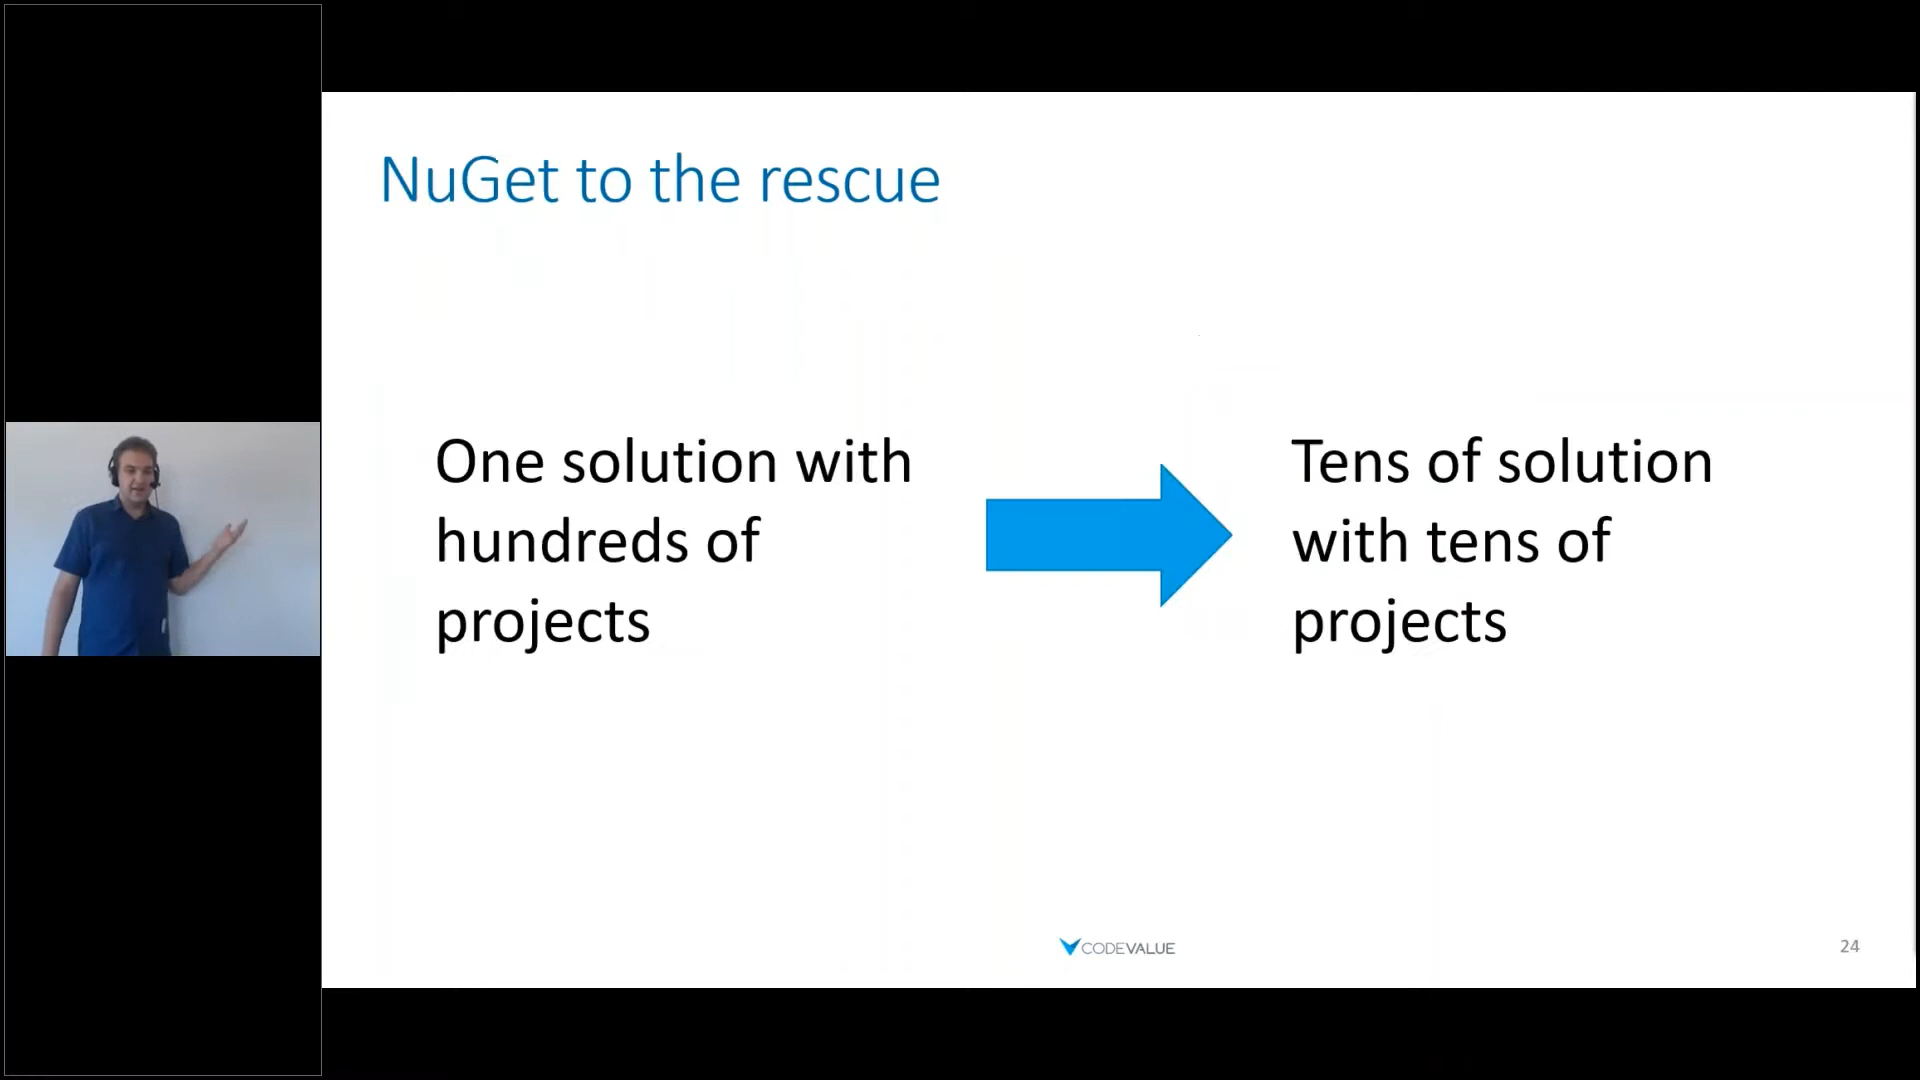 NuGet to the rescue
One solution with
hundreds of
projects
Tens of solution
with tens of
projects
CODEVALUE
24